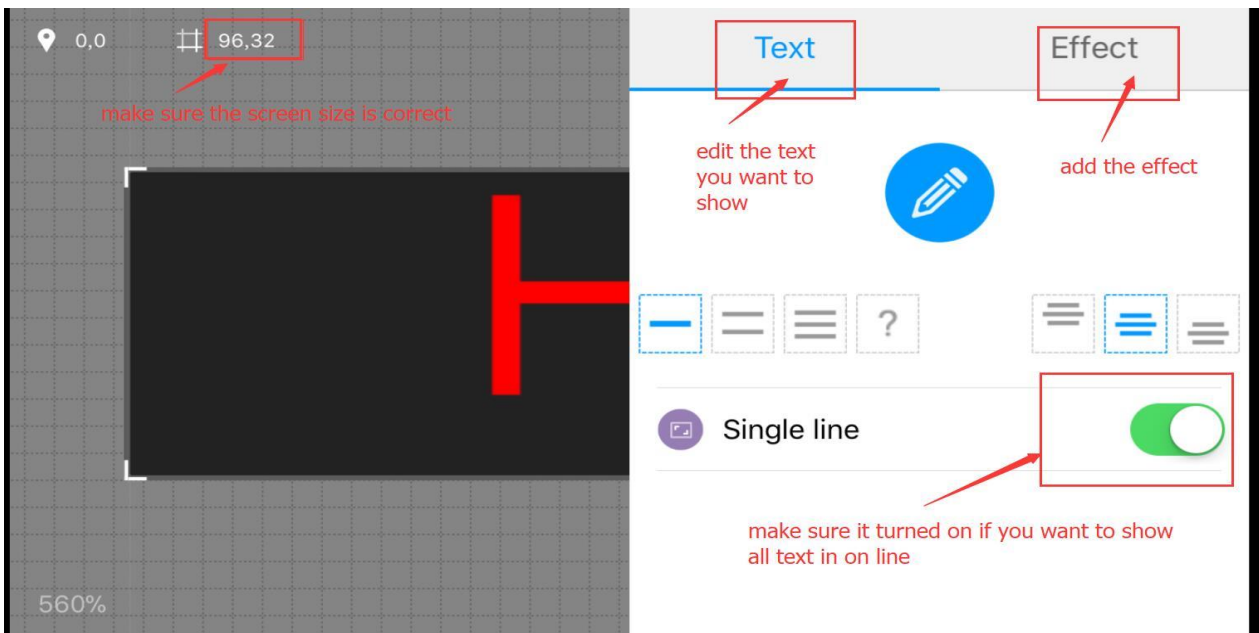 0,0
96,32
make sure the screen size is correct
560%
Text
Effect
edit the text
you want to
show
add the effect
?
Single line
make sure it turned on if you want to show
all text in on line